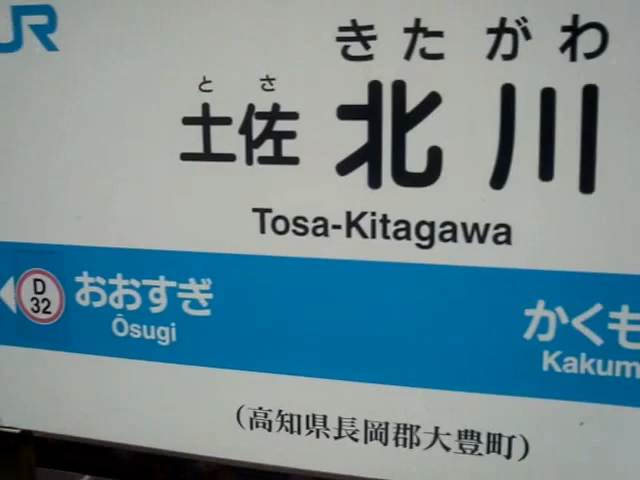 JR
きたがわ
とさ
土佐 北川
Tosa-Kitagawa
D
32
おおすぎ
Ōsugi
かくも
Kakum
(高知県長岡郡大豊町)